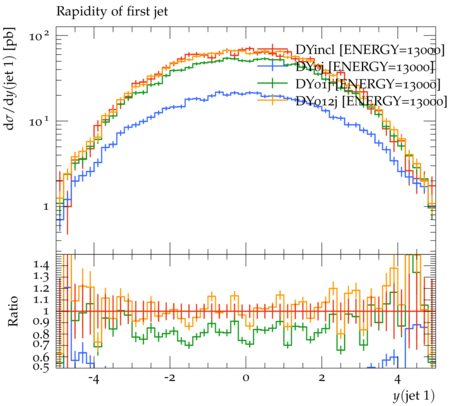 Rapidity of first jet
dσ/dy(jet 1) [pb]
10²
10¹
1
DYincl [ENERGY=13000]
DY0j [ENERGY=13000]
DY01j [ENERGY=13000]
DY012j [ENERGY=13000]
Ratio
1.4
1.3
1.2
1.1
1
0.9
0.8
0.7
0.6
0.5
-4 -2 0 2 4
y(jet 1)